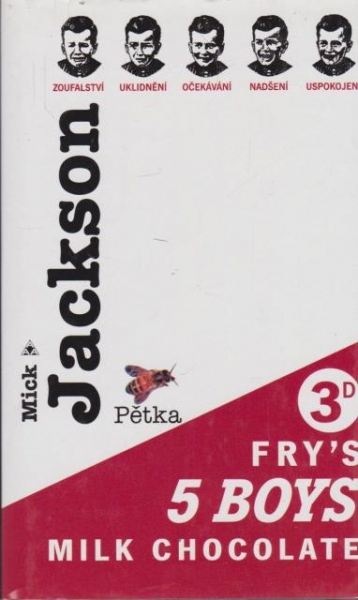 ZOUFALSTVÍ UKLIDNĚNÍ OČEKÁVÁNÍ NADŠENÍ USPOKOJEN
Mick
Jackson
Pětka
3D
FRY'S
5 BOYS
MILK CHOCOLATE